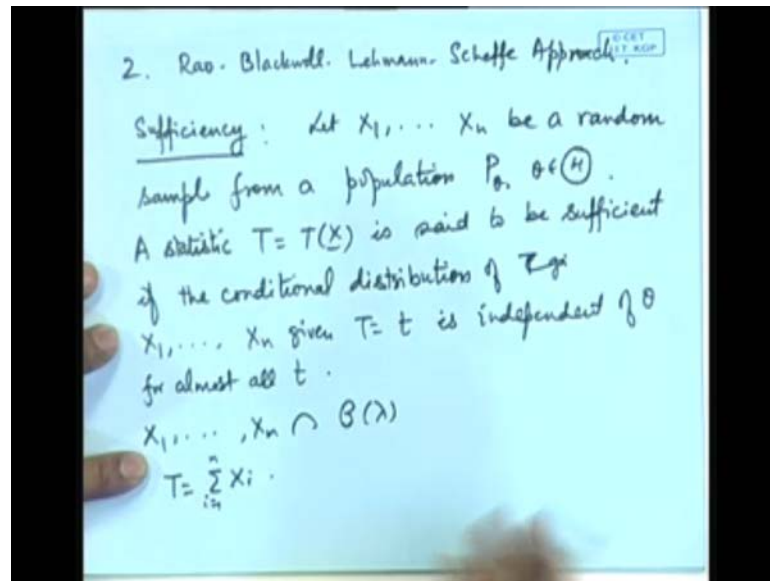 2. Rao. Blackwell. Lehmann. Scheffe Approach.
Sufficiency : Let X₁, ... Xₙ be a random
sample from a population P_θ, θ ∈ Ⓗ.
A statistic T = T(X) is said to be sufficient
if the conditional distribution of
X₁, ..., Xₙ given T = t is independent of θ
for almost all t.
X₁, ..., Xₙ ∩ P(λ)
T = Σ Xi.